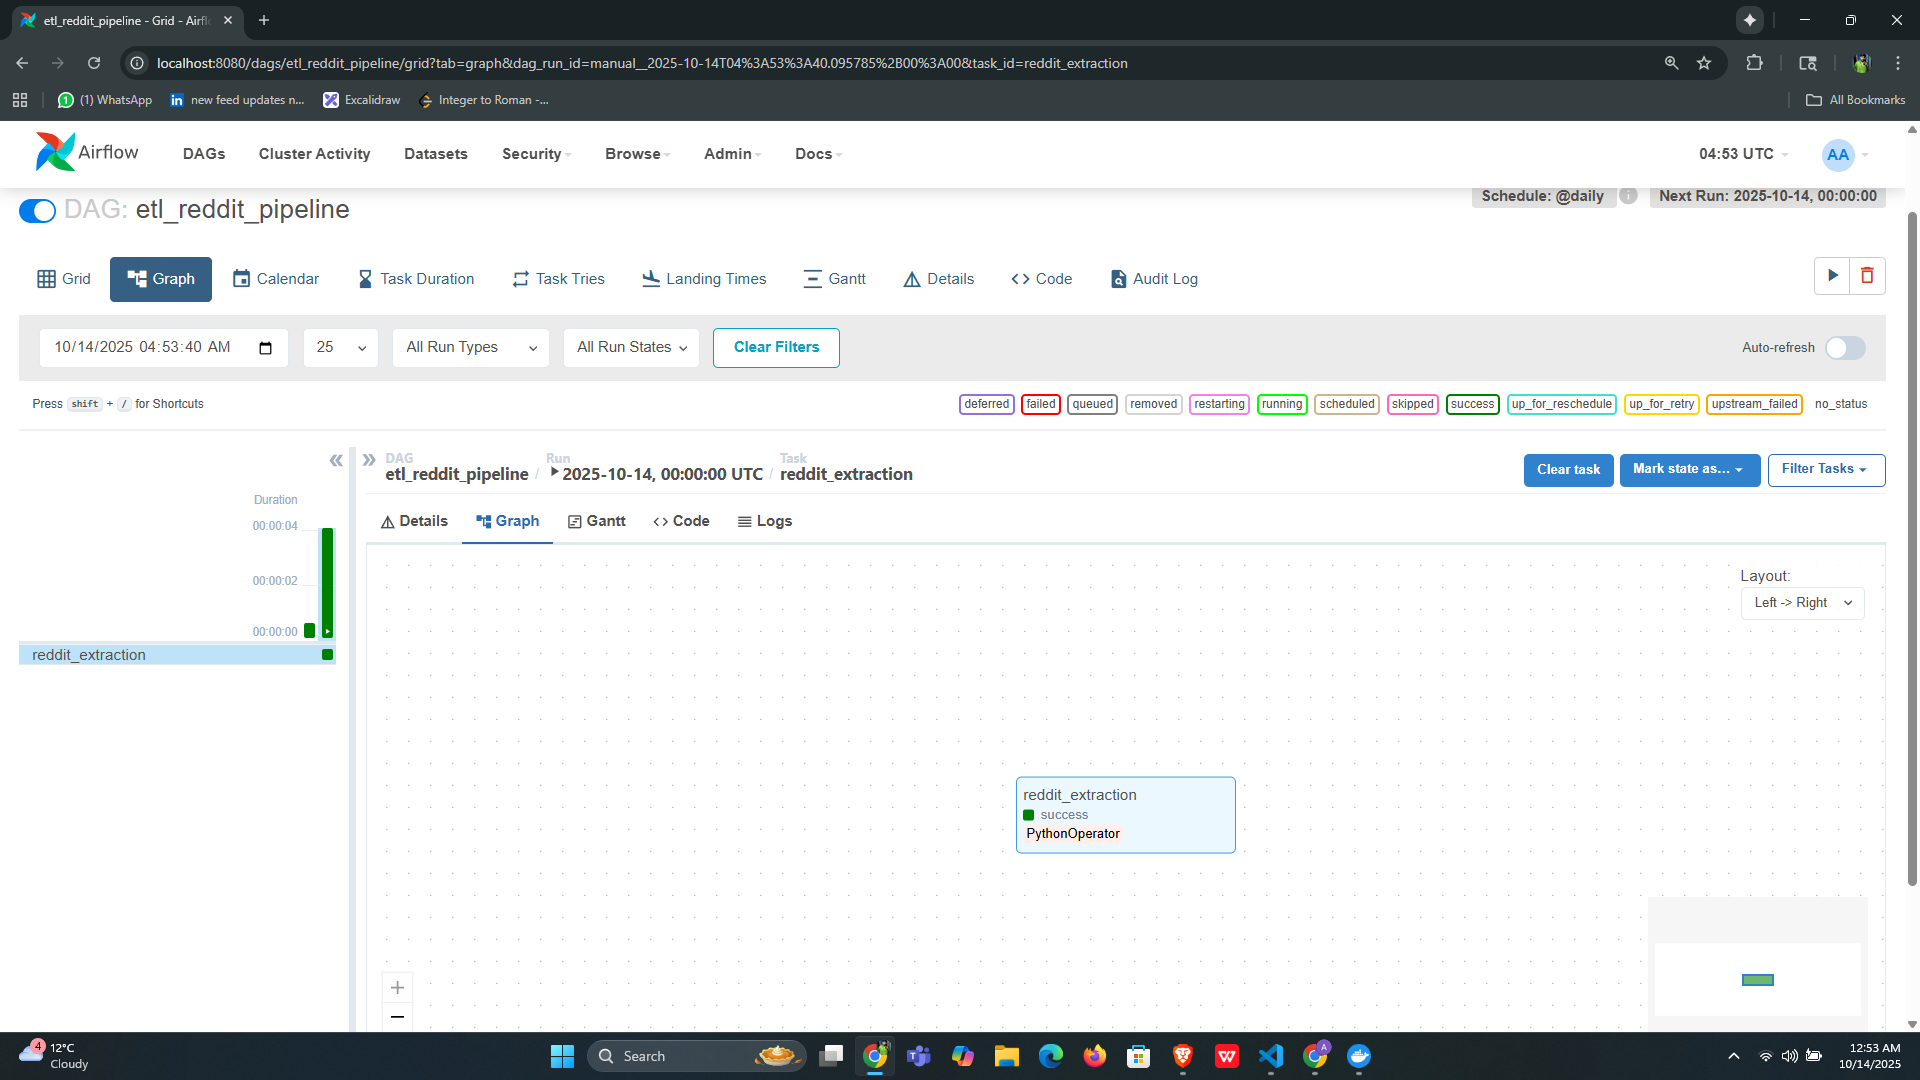 etl_reddit_pipeline - Grid - Airfl
localhost:8080/dags/etl_reddit_pipeline/grid?tab=graph&dag_run_id=manual__2025-10-14T04%3A53%3A40.095785%2B00%3A00&task_id=reddit_extraction
(1) WhatsApp
new feed updates n...
Excalidraw
Integer to Roman -...
All Bookmarks
Airflow
DAGs
Cluster Activity
Datasets
Security
Browse
Admin
Docs
04:53 UTC
AA
DAG: etl_reddit_pipeline
Schedule: @daily
i
Next Run: 2025-10-14, 00:00:00
Grid
Graph
Calendar
Task Duration
Task Tries
Landing Times
Gantt
Details
Code
Audit Log
10/14/2025 04:53:40 AM
25
All Run Types
All Run States
Clear Filters
Auto-refresh
Press shift + / for Shortcuts
deferred
failed
queued
removed
restarting
running
scheduled
skipped
success
up_for_reschedule
up_for_retry
upstream_failed
no_status
DAG
etl_reddit_pipeline /
Run
2025-10-14, 00:00:00 UTC /
Task
reddit_extraction
Clear task
Mark state as...
Filter Tasks
Duration
00:00:04
00:00:02
00:00:00
reddit_extraction
Details
Graph
Gantt
Code
Logs
Layout:
Left -> Right
reddit_extraction
success
PythonOperator
4
12°C
Cloudy
Search
A
12:53 AM
10/14/2025